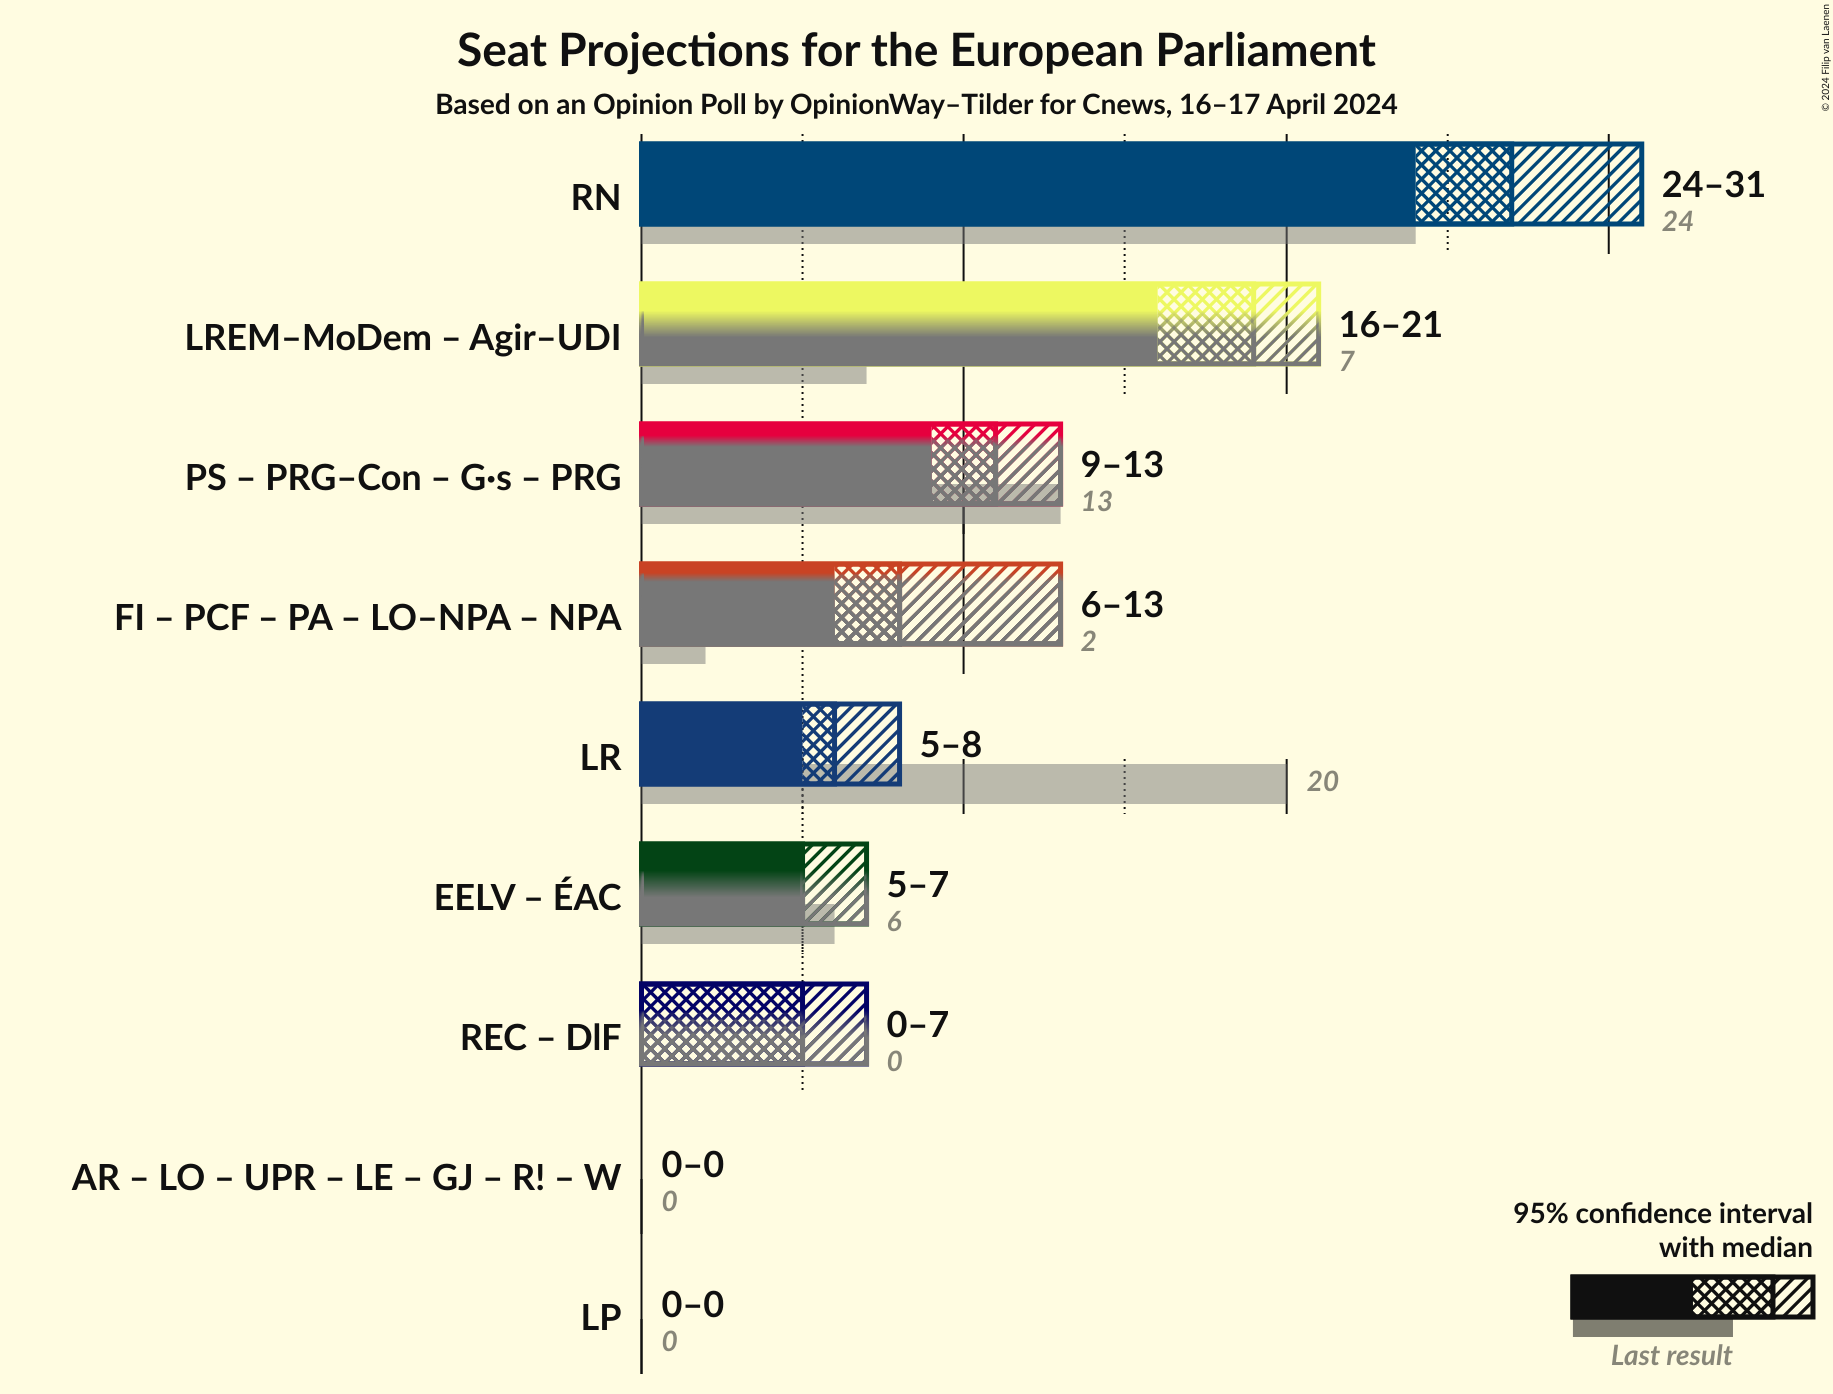 Seat Projections for the European Parliament
Based on an Opinion Poll by OpinionWay–Tilder for Cnews, 16–17 April 2024
© 2024 Filip van Laenen
RN
24–31
24
LREM–MoDem – Agir–UDI
16–21
7
PS – PRG–Con – G·s – PRG
9–13
13
FI – PCF – PA – LO–NPA – NPA
6–13
2
LR
5–8
20
EELV – ÉAC
5–7
6
REC – DlF
0–7
0
AR – LO – UPR – LE – GJ – R! – W
0–0
0
LP
0–0
0
95% confidence interval
with median
Last result